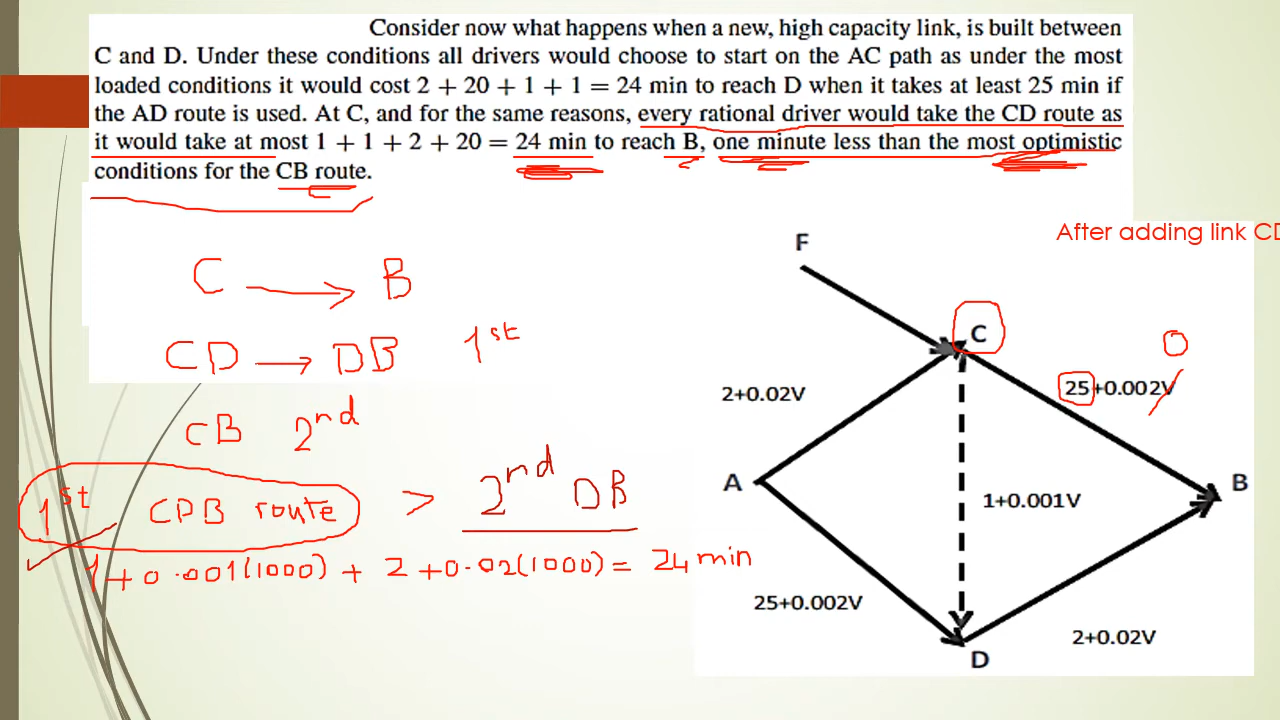 Consider now what happens when a new, high capacity link, is built between
C and D. Under these conditions all drivers would choose to start on the AC path as under the most
loaded conditions it would cost 2 + 20 + 1 + 1 = 24 min to reach D when it takes at least 25 min if
the AD route is used. At C, and for the same reasons, every rational driver would take the CD route as
it would take at most 1 + 1 + 2 + 20 = 24 min to reach B, one minute less than the most optimistic
conditions for the CB route.
After adding link CD
F
C → B
C
0
CD → DB 1st
2+0.02V
25+0.002V
CB 2nd
A
B
1st CDB route > 2nd DB
1+0.001V
1+0.001(1000) + 2+0.02(1000) = 24 min
25+0.002V
2+0.02V
D